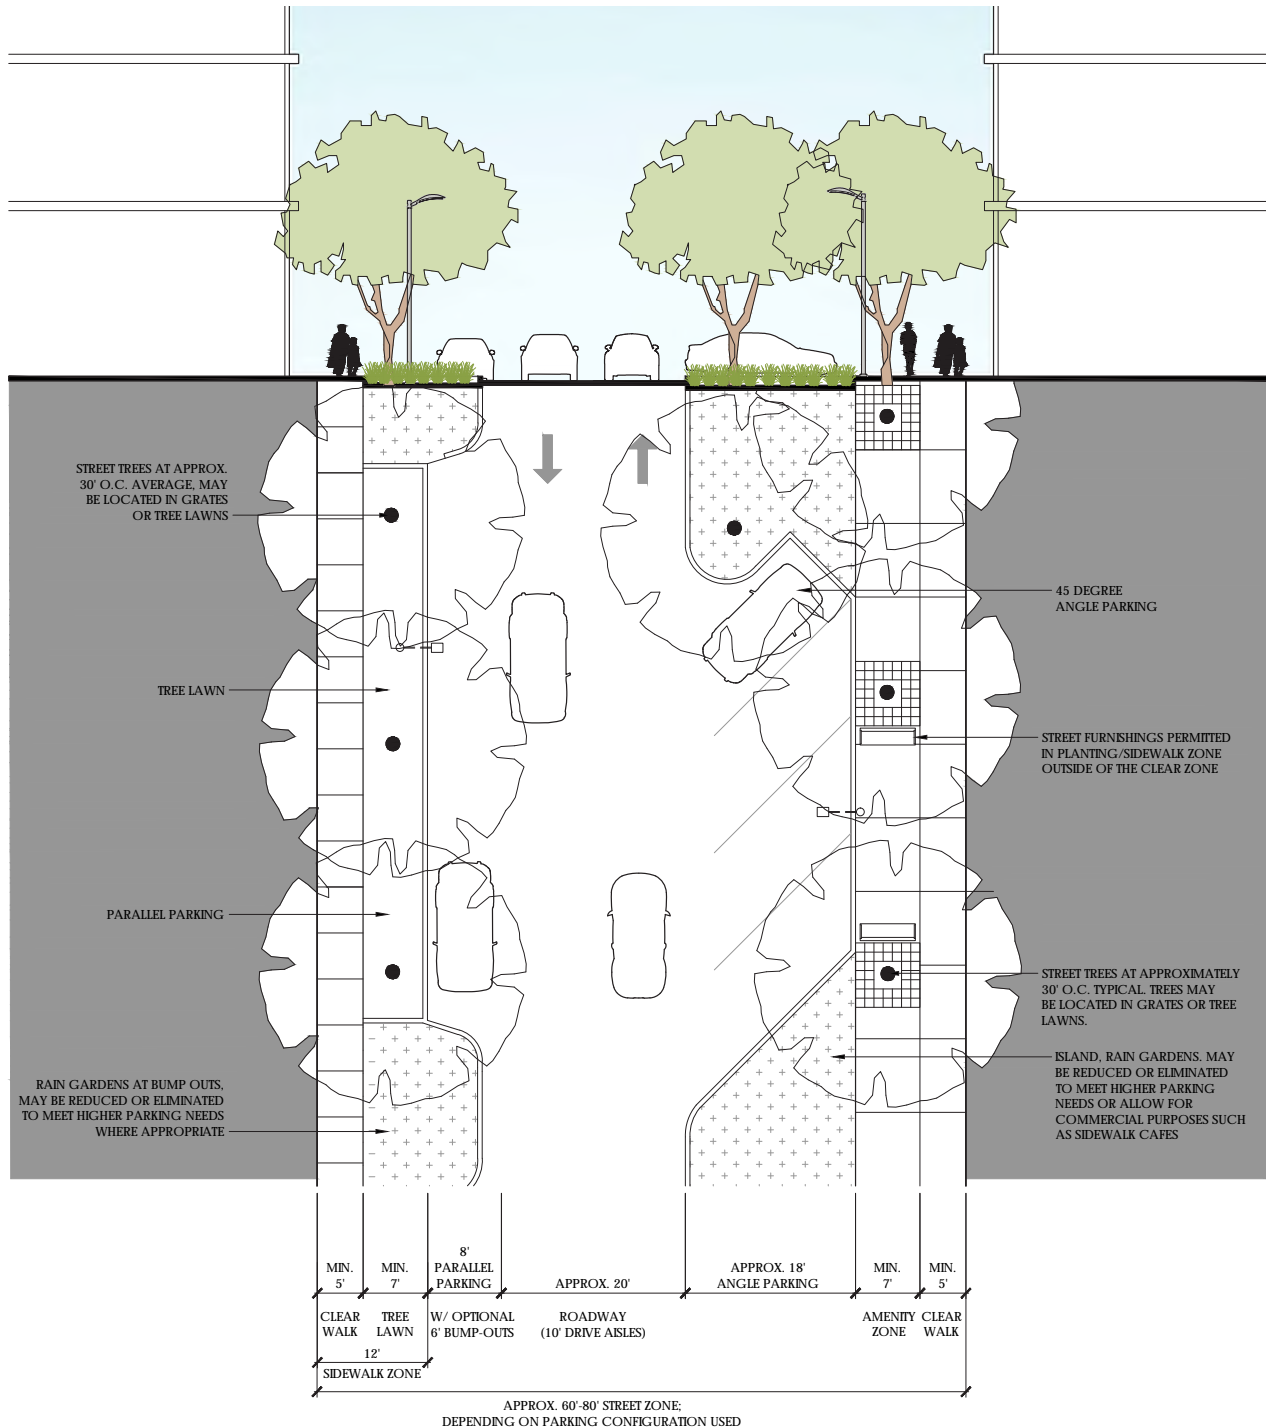 STREET TREES AT APPROX.
30' O.C. AVERAGE, MAY
BE LOCATED IN GRATES
OR TREE LAWNS
TREE LAWN
PARALLEL PARKING
RAIN GARDENS AT BUMP OUTS,
MAY BE REDUCED OR ELIMINATED
TO MEET HIGHER PARKING NEEDS
WHERE APPROPRIATE
45 DEGREE
ANGLE PARKING
STREET FURNISHINGS PERMITTED
IN PLANTING/SIDEWALK ZONE
OUTSIDE OF THE CLEAR ZONE
STREET TREES AT APPROXIMATELY
30' O.C. TYPICAL. TREES MAY
BE LOCATED IN GRATES OR TREE
LAWNS.
ISLAND, RAIN GARDENS. MAY
BE REDUCED OR ELIMINATED
TO MEET HIGHER PARKING
NEEDS OR ALLOW FOR
COMMERCIAL PURPOSES SUCH
AS SIDEWALK CAFES
MIN.
5'
MIN.
7'
8'
PARALLEL
PARKING
APPROX. 20'
APPROX. 18'
ANGLE PARKING
MIN.
7'
MIN.
5'
CLEAR
WALK
TREE
LAWN
W/ OPTIONAL
6' BUMP-OUTS
ROADWAY
(10' DRIVE AISLES)
AMENITY
ZONE
CLEAR
WALK
12'
SIDEWALK ZONE
APPROX. 60'-80' STREET ZONE;
DEPENDING ON PARKING CONFIGURATION USED